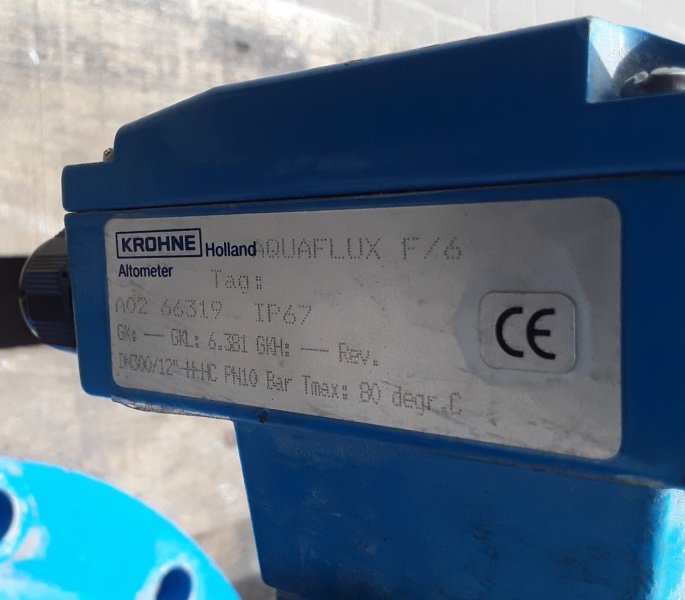 KROHNE Holland AQUAFLUX F/6
Altometer Tag:
A02 66319 IP67
GK: –– GKL: 6.381 GKH: –– Rev.
DN300/12" H-HC PN10 Bar Tmax: 80 degr.C
CE